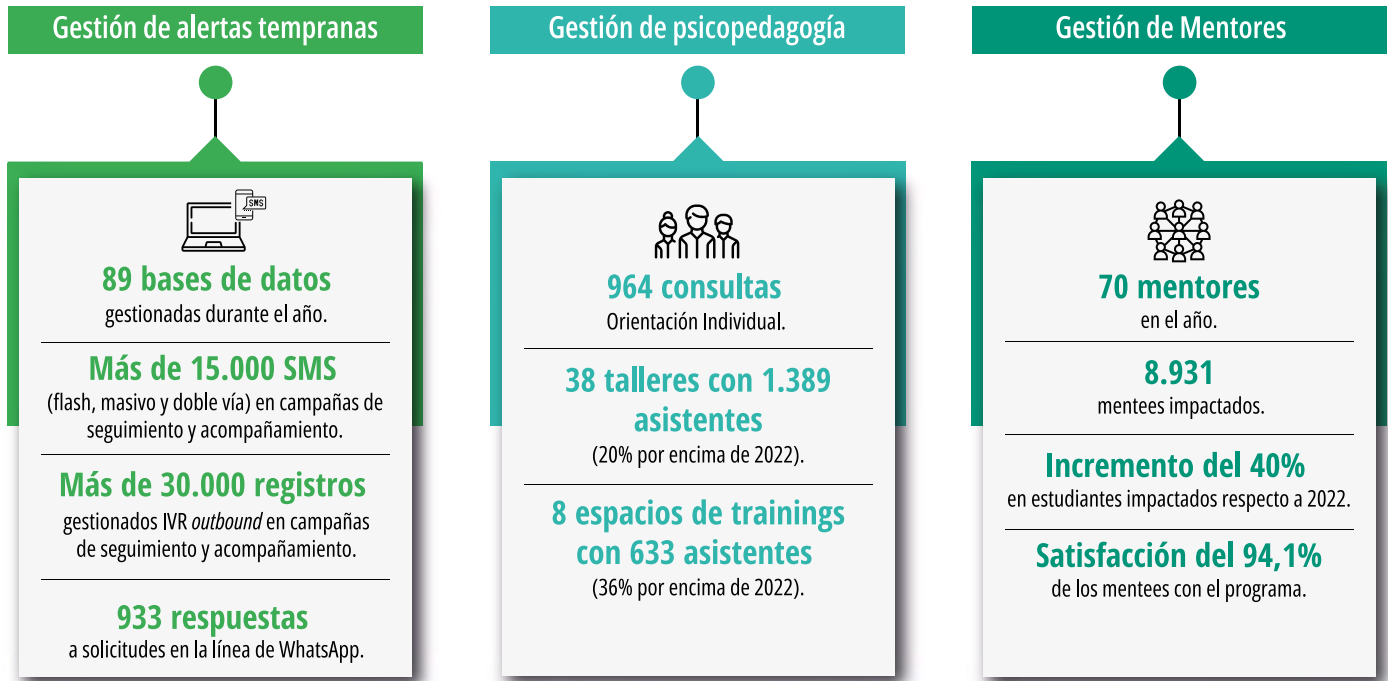 Gestión de alertas tempranas
SMS
89 bases de datos
gestionadas durante el año.
Más de 15.000 SMS
(flash, masivo y doble vía) en campañas de
seguimiento y acompañamiento.
Más de 30.000 registros
gestionados IVR outbound en campañas
de seguimiento y acompañamiento.
933 respuestas
a solicitudes en la línea de WhatsApp.
Gestión de psicopedagogía
964 consultas
Orientación Individual.
38 talleres con 1.389
asistentes
(20% por encima de 2022).
8 espacios de trainings
con 633 asistentes
(36% por encima de 2022).
Gestión de Mentores
70 mentores
en el año.
8.931
mentees impactados.
Incremento del 40%
en estudiantes impactados respecto a 2022.
Satisfacción del 94,1%
de los mentees con el programa.